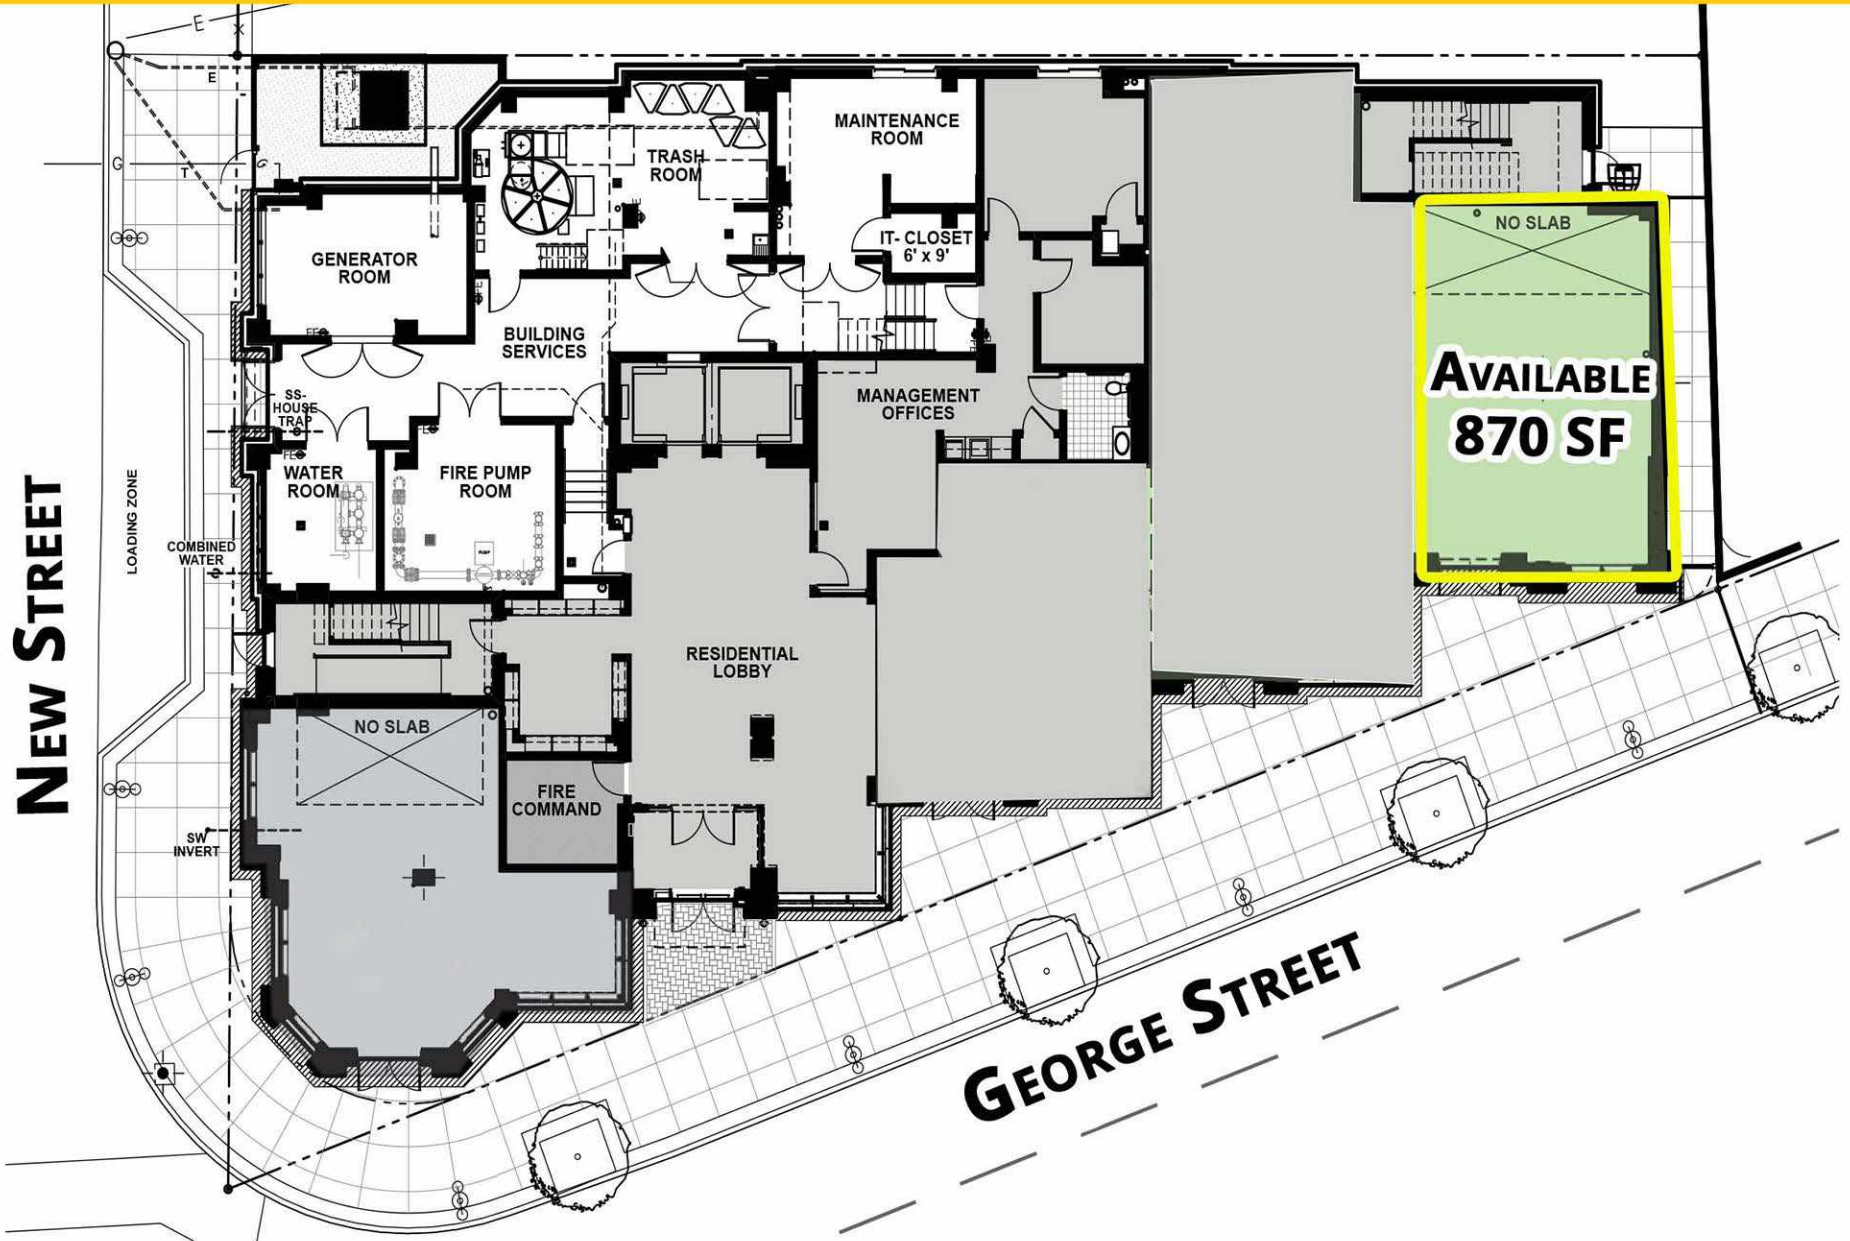 E
E
G
G
T
MAINTENANCE
ROOM
TRASH
ROOM
NO SLAB
IT- CLOSET
6' x 9'
GENERATOR
ROOM
BUILDING
SERVICES
AVAILABLE
870 SF
MANAGEMENT
OFFICES
SS-
HOUSE
TRAP
WATER
ROOM
FIRE PUMP
ROOM
PUMP
LOADING ZONE
NEW STREET
COMBINED
WATER
RESIDENTIAL
LOBBY
NO SLAB
FIRE
COMMAND
SW
INVERT
GEORGE STREET